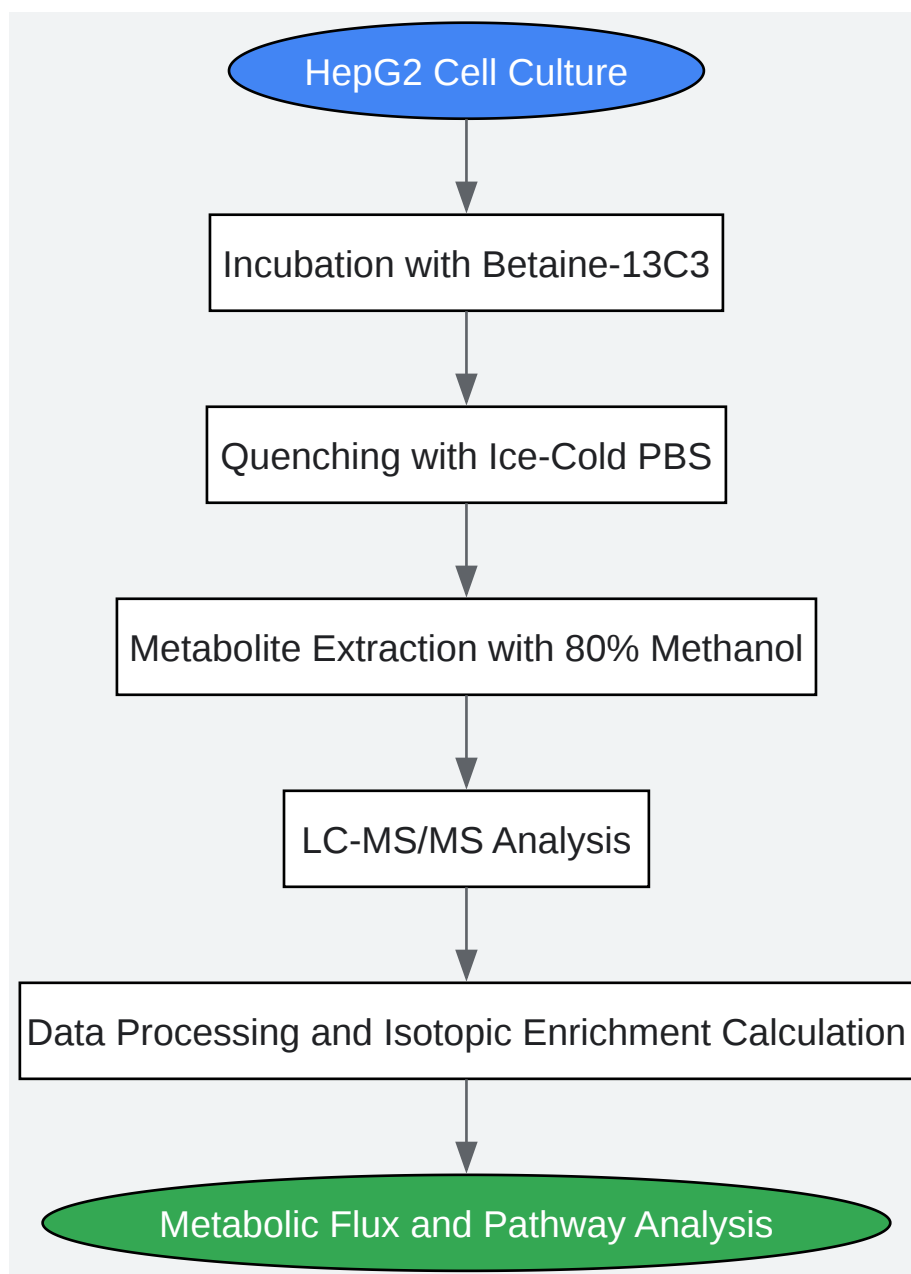 HepG2 Cell Culture
Incubation with Betaine-13C3
Quenching with Ice-Cold PBS
Metabolite Extraction with 80% Methanol
LC-MS/MS Analysis
Data Processing and Isotopic Enrichment Calculation
Metabolic Flux and Pathway Analysis